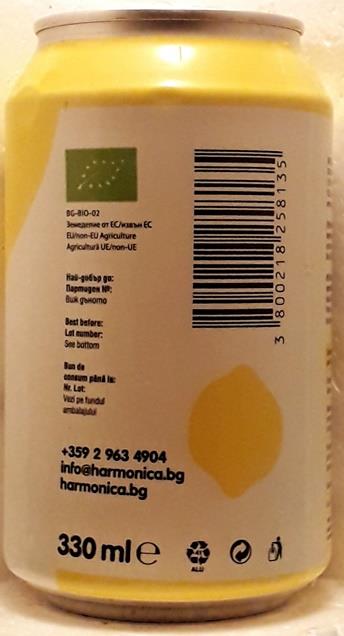 BG-BIO-02
Земеделие от ЕС/извън ЕС
EU/non-EU Agriculture
Agricultură UE/non-UE
Най-добър до:
Партиден №:
Виж дъното
Best before:
Lot number:
See bottom
Bun de
consum până la:
Nr. Lot:
Vezi pe fundul
ambalajului
3 800218 258135
+359 2 963 4904
info@harmonica.bg
harmonica.bg
330 ml e
41
ALU